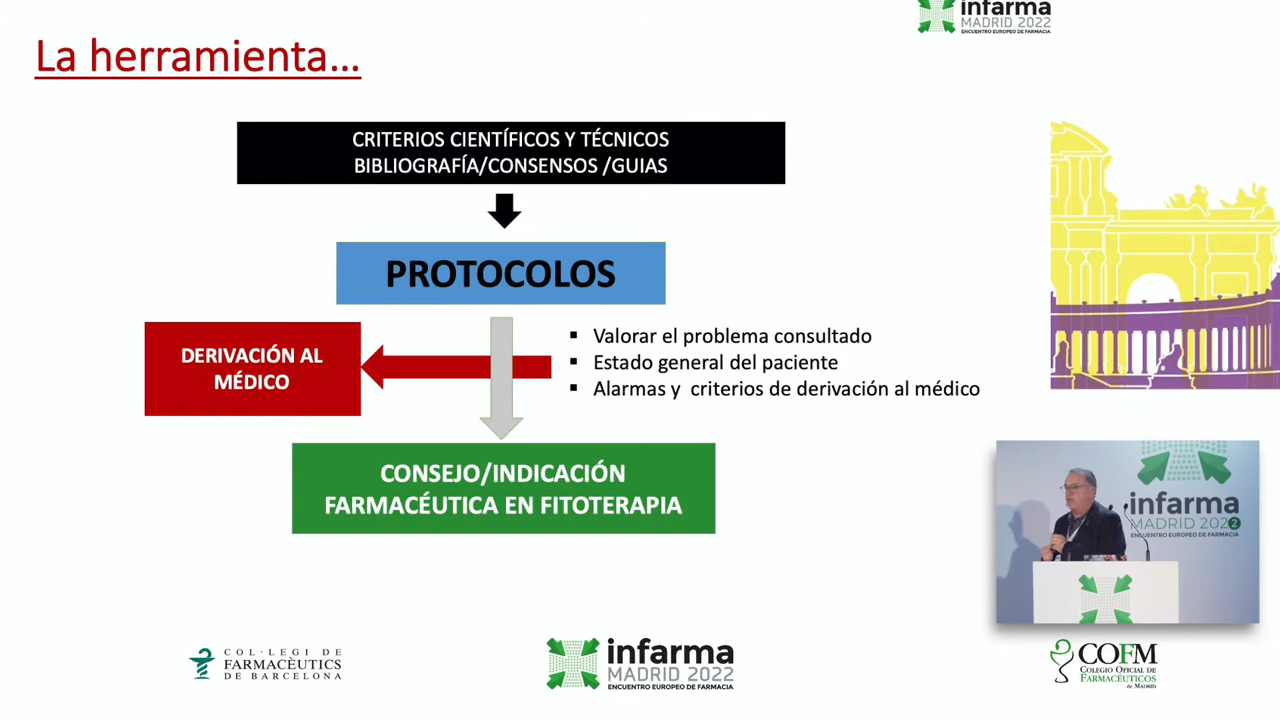 infarma
MADRID 2022
ENCUENTRO EUROPEO DE FARMACIA
La herramienta...
CRITERIOS CIENTÍFICOS Y TÉCNICOS
BIBLIOGRAFÍA/CONSENSOS /GUIAS
PROTOCOLOS
DERIVACIÓN AL
MÉDICO
▪ Valorar el problema consultado
▪ Estado general del paciente
▪ Alarmas y criterios de derivación al médico
CONSEJO/INDICACIÓN
FARMACÉUTICA EN FITOTERAPIA
infarma
MADRID 2022
ENCUENTRO EUROPEO DE FARMACIA
COL·LEGI DE
FARMACÈUTICS
DE BARCELONA
infarma
MADRID 2022
ENCUENTRO EUROPEO DE FARMACIA
COFM
COLEGIO OFICIAL DE
FARMACÉUTICOS
DE MADRID